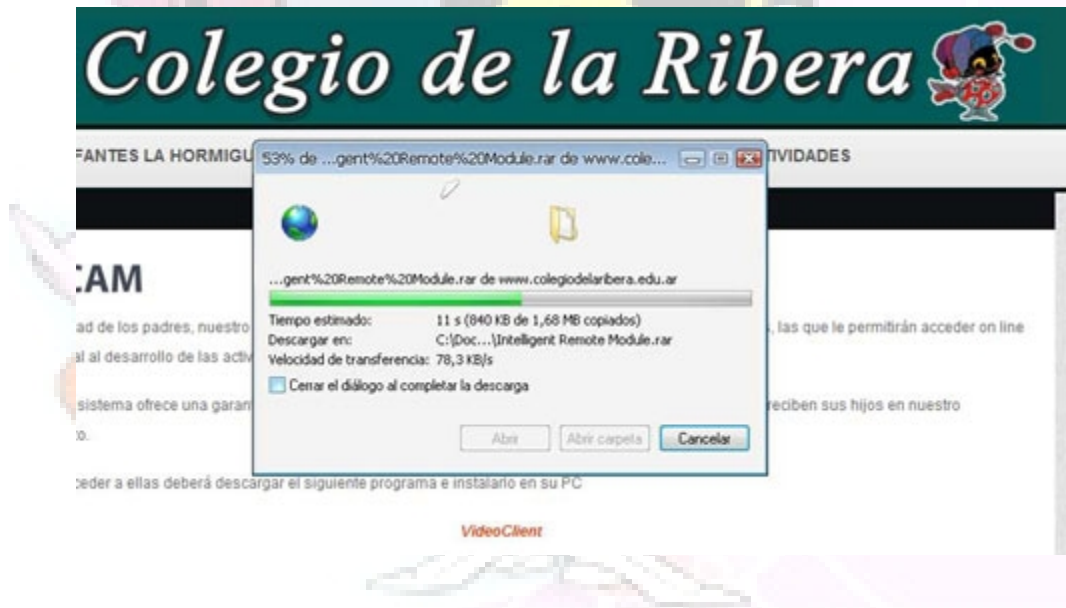 Colegio de la Ribera
FANTES LA HORMIGU
TIVIDADES
53% de ...gent%20Remote%20Module.rar de www.cole...
CAM
...gent%20Remote%20Module.rar de www.colegiodelaribera.edu.ar
Tiempo estimado: 11 s (840 KB de 1,68 MB copiados)
Descargar en: C:\Doc...\Intelligent Remote Module.rar
Velocidad de transferencia: 78,3 KB/s
Cerrar el diálogo al completar la descarga
Abrir Abrir carpeta Cancelar
ad de los padres, nuestro , las que le permitirán acceder on line
al al desarrollo de las activ
sistema ofrece una garan reciben sus hijos en nuestro
o.
ceder a ellas deberá descargar el siguiente programa e instalarlo en su PC
VideoClient